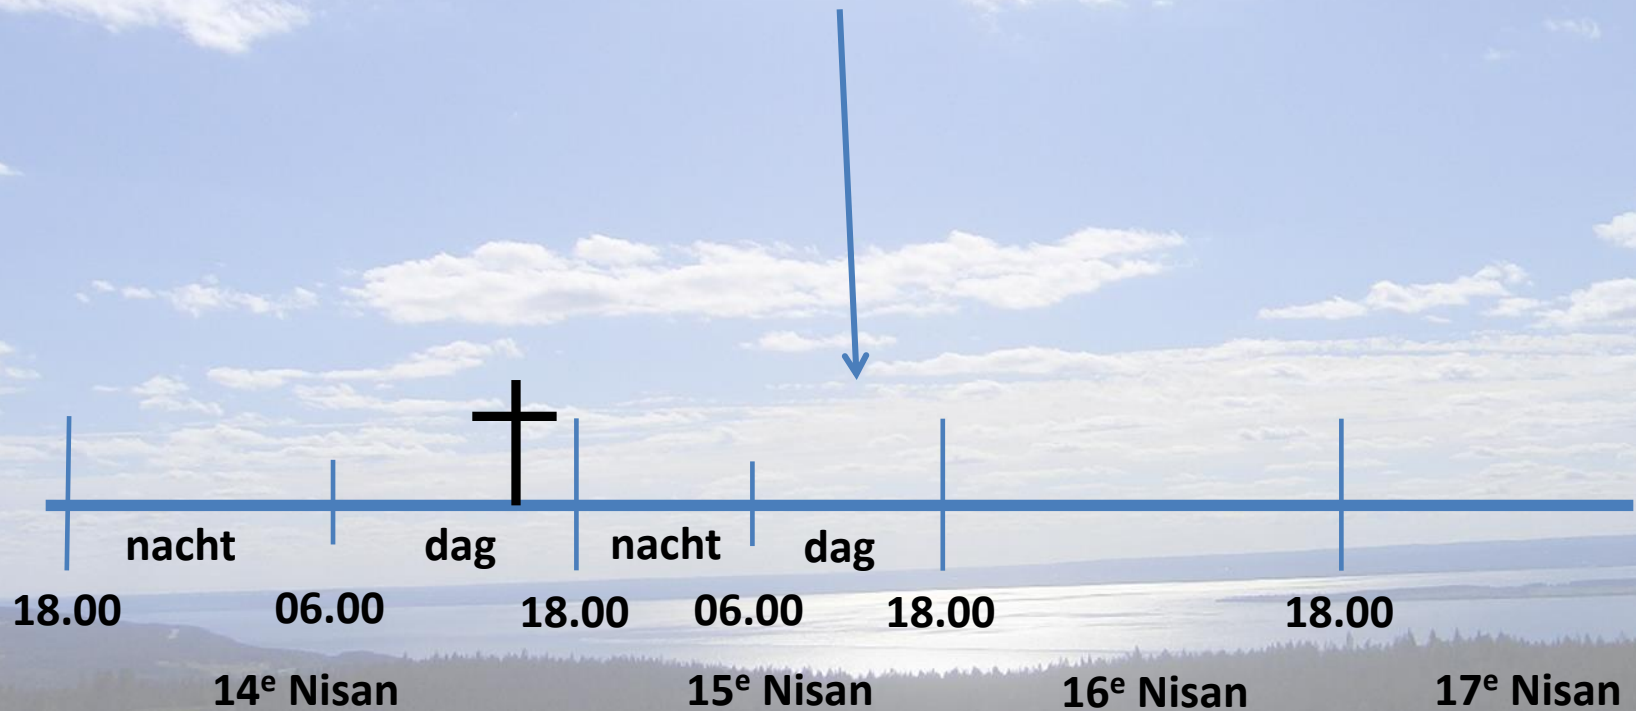 nacht dag nacht dag
18.00 06.00 18.00 06.00 18.00 18.00
14e Nisan 15e Nisan 16e Nisan 17e Nisan